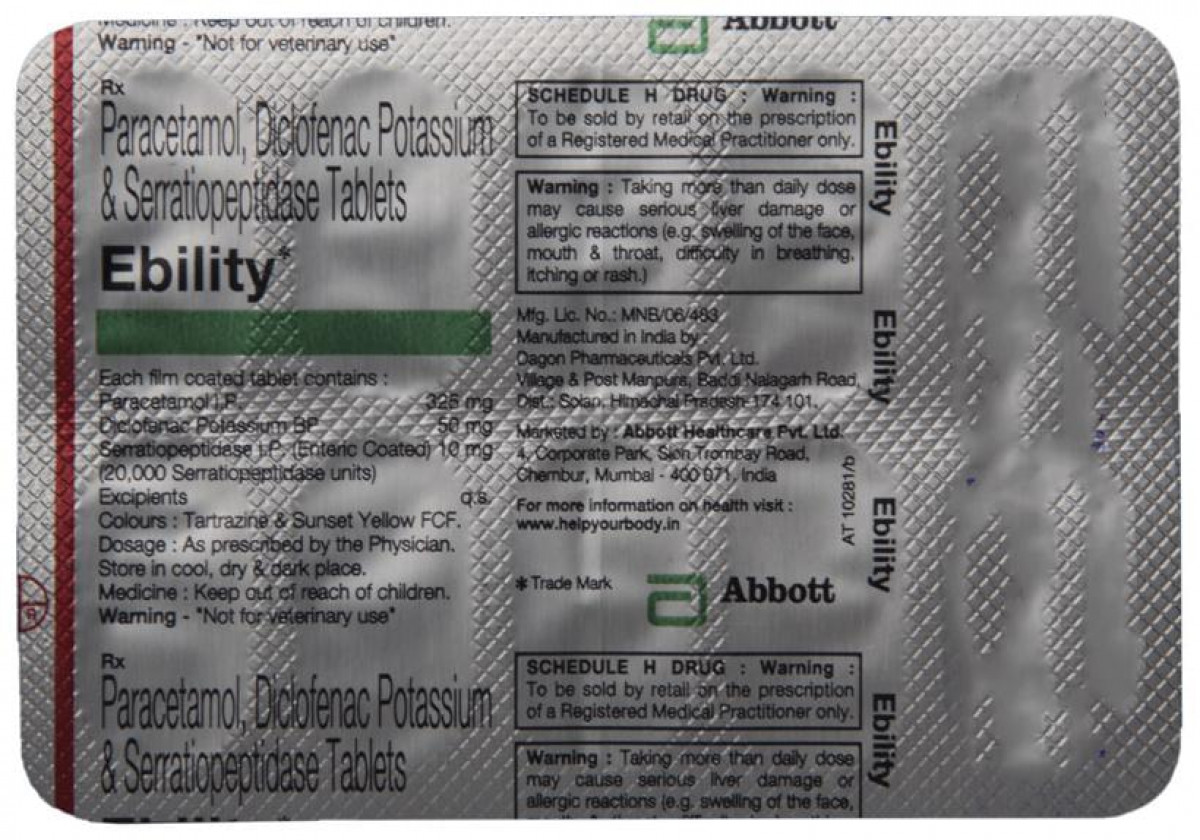 Medicine : Keep out of reach of children.
Warning - "Not for veterinary use"
Rx
Paracetamol, Diclofenac Potassium
& Serratiopeptidase Tablets
Ebility*
Each film coated tablet contains :
Paracetamol I.P. 325 mg
Diclofenac Potassium BP 50 mg
Serratiopeptidase I.P. (Enteric Coated) 10 mg
(20,000 Serratiopeptidase units)
Excipients q.s.
Colours : Tartrazine & Sunset Yellow FCF.
Dosage : As prescribed by the Physician.
Store in cool, dry & dark place.
Medicine : Keep out of reach of children.
Warning - "Not for veterinary use"
Rx
Paracetamol, Diclofenac Potassium
& Serratiopeptidase Tablets
Abbott
SCHEDULE H DRUG : Warning :
To be sold by retail on the prescription
of a Registered Medical Practitioner only.
Warning : Taking more than daily dose
may cause serious liver damage or
allergic reactions (e.g. swelling of the face,
mouth & throat, difficulty in breathing,
itching or rash.)
Mfg. Lic. No.: MNB/06/483
Manufactured in India by :
Dagon Pharmaceuticals Pvt. Ltd.
Village & Post Manpura, Baddi Nalagarh Road,
Dist.: Solan, Himachal Pradesh-174 101.
Marketed by : Abbott Healthcare Pvt. Ltd.
4, Corporate Park, Sion Trombay Road,
Chembur, Mumbai - 400 071. India
For more information on health visit :
www.helpyourbody.in
* Trade Mark
Abbott
SCHEDULE H DRUG : Warning :
To be sold by retail on the prescription
of a Registered Medical Practitioner only.
Warning : Taking more than daily dose
may cause serious liver damage or
allergic reactions (e.g. swelling of the face,
AT 10281/b
Ebility
Ebility
Ebility
Ebility